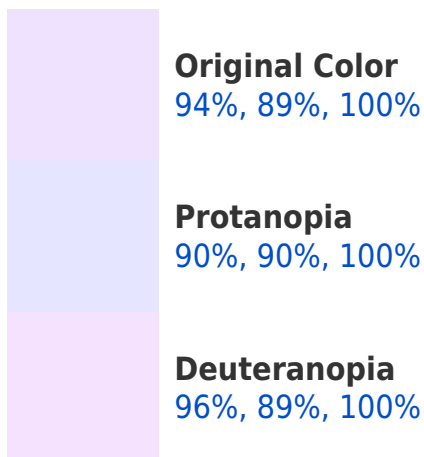 Original Color
94%, 89%, 100%
Protanopia
90%, 90%, 100%
Deuteranopia
96%, 89%, 100%